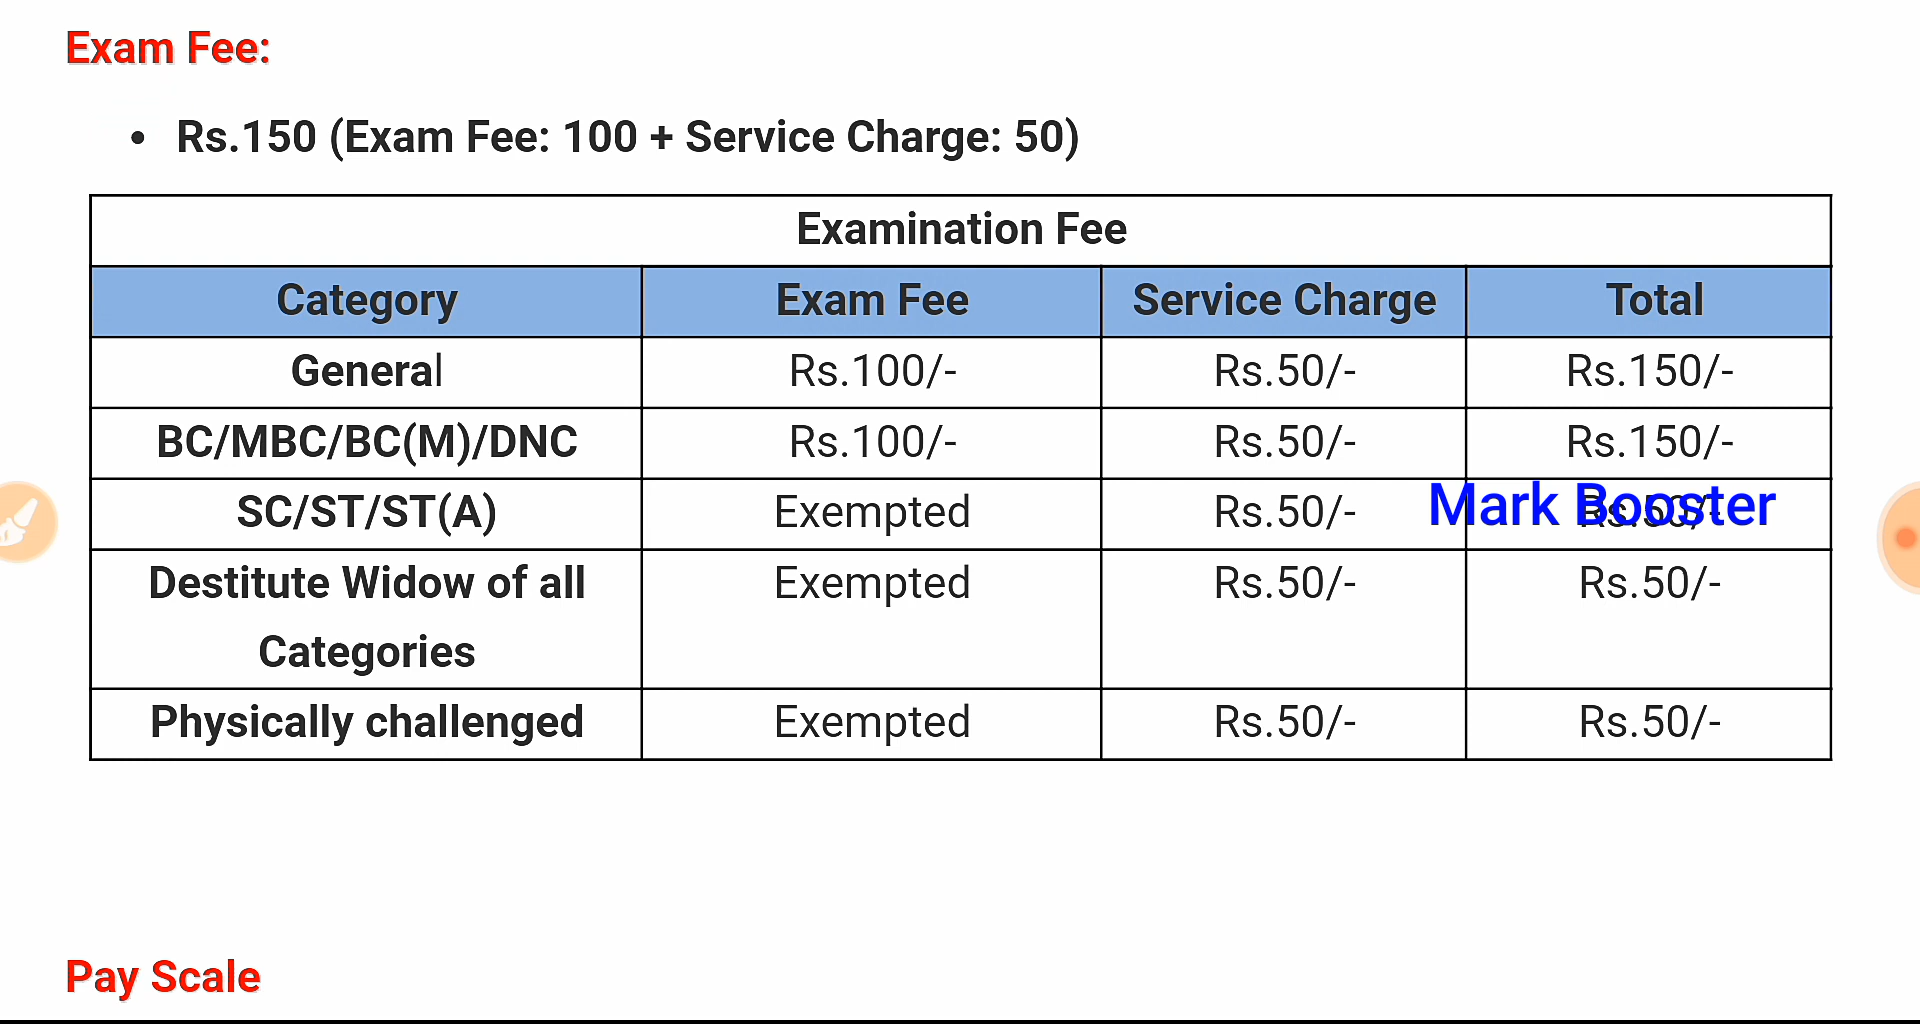 Exam Fee:
• Rs.150 (Exam Fee: 100 + Service Charge: 50)
Examination Fee
Category Exam Fee Service Charge Total
General Rs.100/- Rs.50/- Rs.150/-
BC/MBC/BC(M)/DNC Rs.100/- Rs.50/- Rs.150/-
SC/ST/ST(A) Exempted Rs.50/- Rs.50/-
Mark Booster
Destitute Widow of all Exempted Rs.50/- Rs.50/-
Categories
Physically challenged Exempted Rs.50/- Rs.50/-
Pay Scale